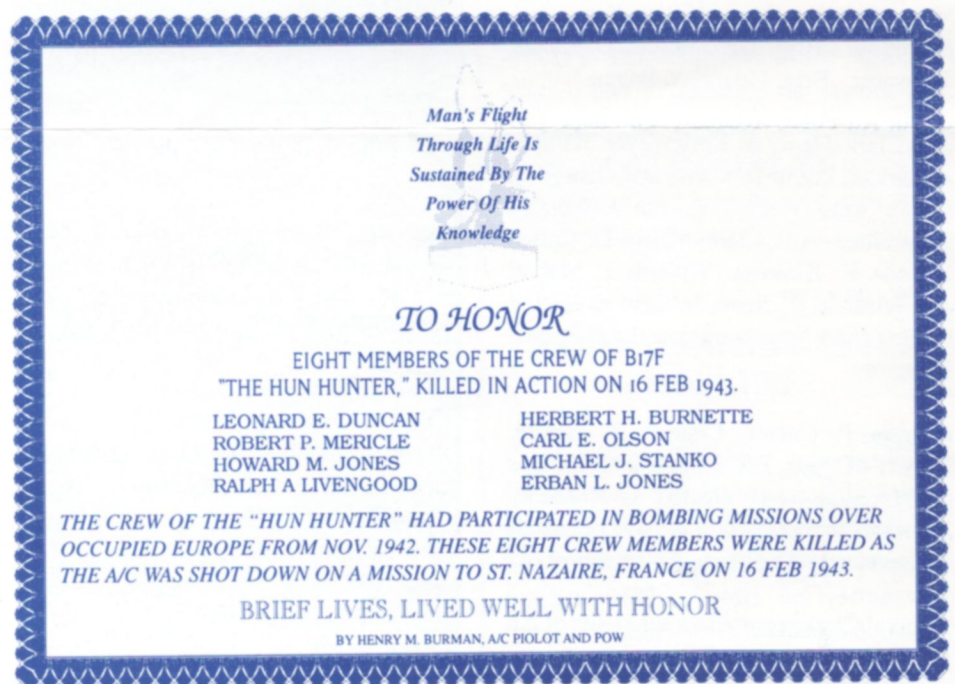 Man's Flight
Through Life Is
Sustained By The
Power Of His
Knowledge
TO HONOR
EIGHT MEMBERS OF THE CREW OF B17F
"THE HUN HUNTER," KILLED IN ACTION ON 16 FEB 1943.
LEONARD E. DUNCAN
ROBERT P. MERICLE
HOWARD M. JONES
RALPH A LIVENGOOD
HERBERT H. BURNETTE
CARL E. OLSON
MICHAEL J. STANKO
ERBAN L. JONES
THE CREW OF THE "HUN HUNTER" HAD PARTICIPATED IN BOMBING MISSIONS OVER
OCCUPIED EUROPE FROM NOV. 1942. THESE EIGHT CREW MEMBERS WERE KILLED AS
THE A/C WAS SHOT DOWN ON A MISSION TO ST. NAZAIRE, FRANCE ON 16 FEB 1943.
BRIEF LIVES, LIVED WELL WITH HONOR
BY HENRY M. BURMAN, A/C PIOLOT AND POW